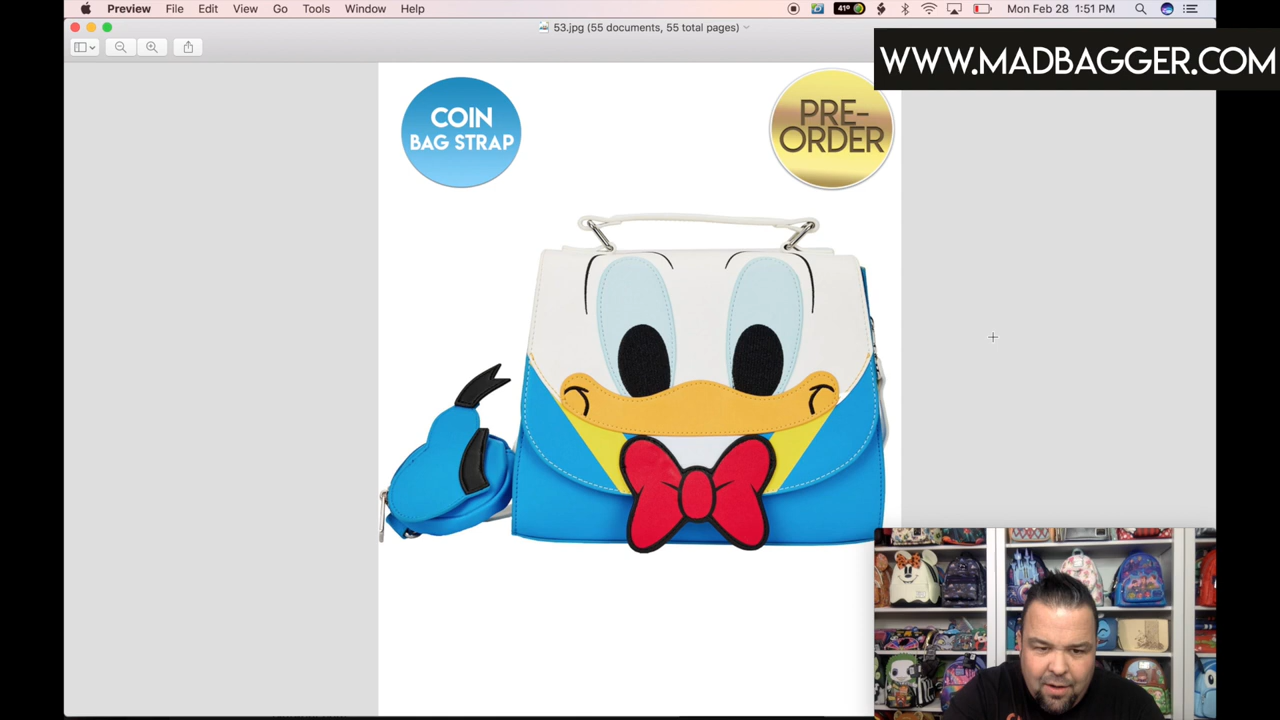 Preview File Edit View Go Tools Window Help
41° Mon Feb 28 1:51 PM
53.jpg (55 documents, 55 total pages)
WWW.MADBAGGER.COM
COIN
BAG STRAP
PRE-
ORDER